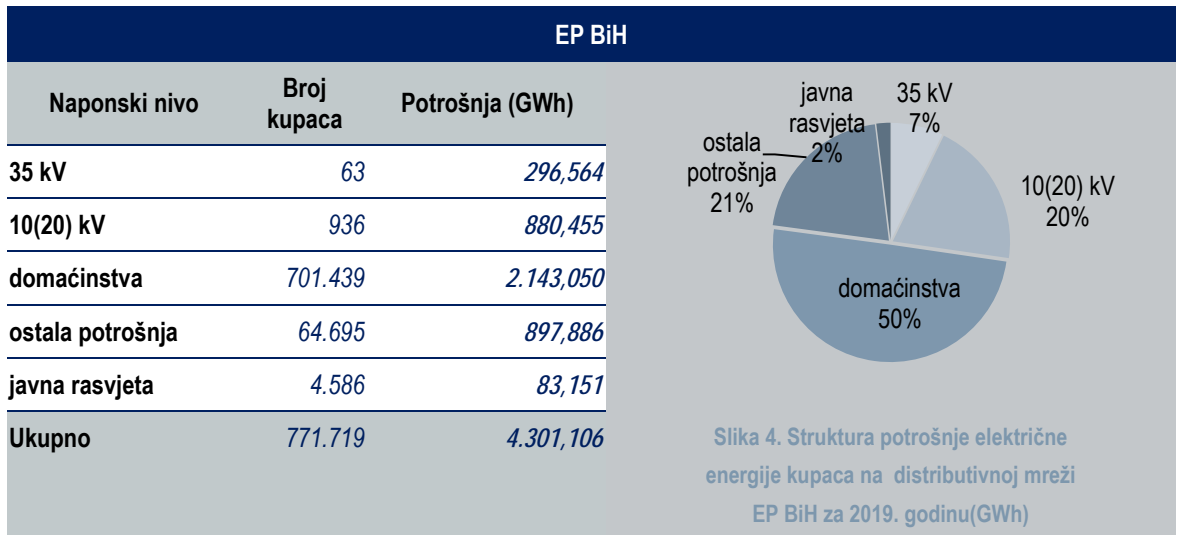 EP BiH
Naponski nivo Broj kupaca Potrošnja (GWh)
35 kV 63 296,564
10(20) kV 936 880,455
domaćinstva 701.439 2.143,050
ostala potrošnja 64.695 897,886
javna rasvjeta 4.586 83,151
Ukupno 771.719 4.301,106
javna
rasvjeta
2%
35 kV
7%
ostala
potrošnja
21%
10(20) kV
20%
domaćinstva
50%
Slika 4. Struktura potrošnje električne
energije kupaca na distributivnoj mreži
EP BiH za 2019. godinu(GWh)